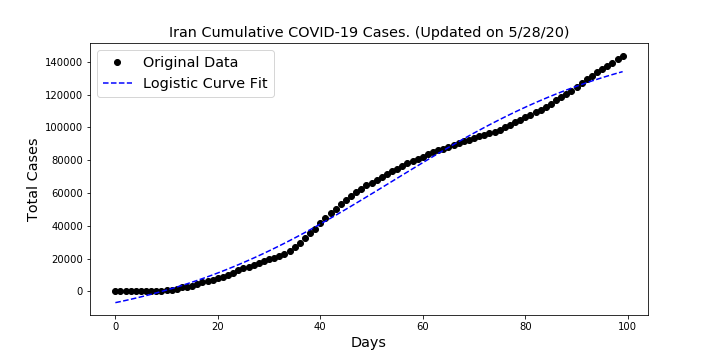 Iran Cumulative COVID-19 Cases. (Updated on 5/28/20)
Original Data
Logistic Curve Fit
Total Cases
140000
120000
100000
80000
60000
40000
20000
0
0 20 40 60 80 100
Days